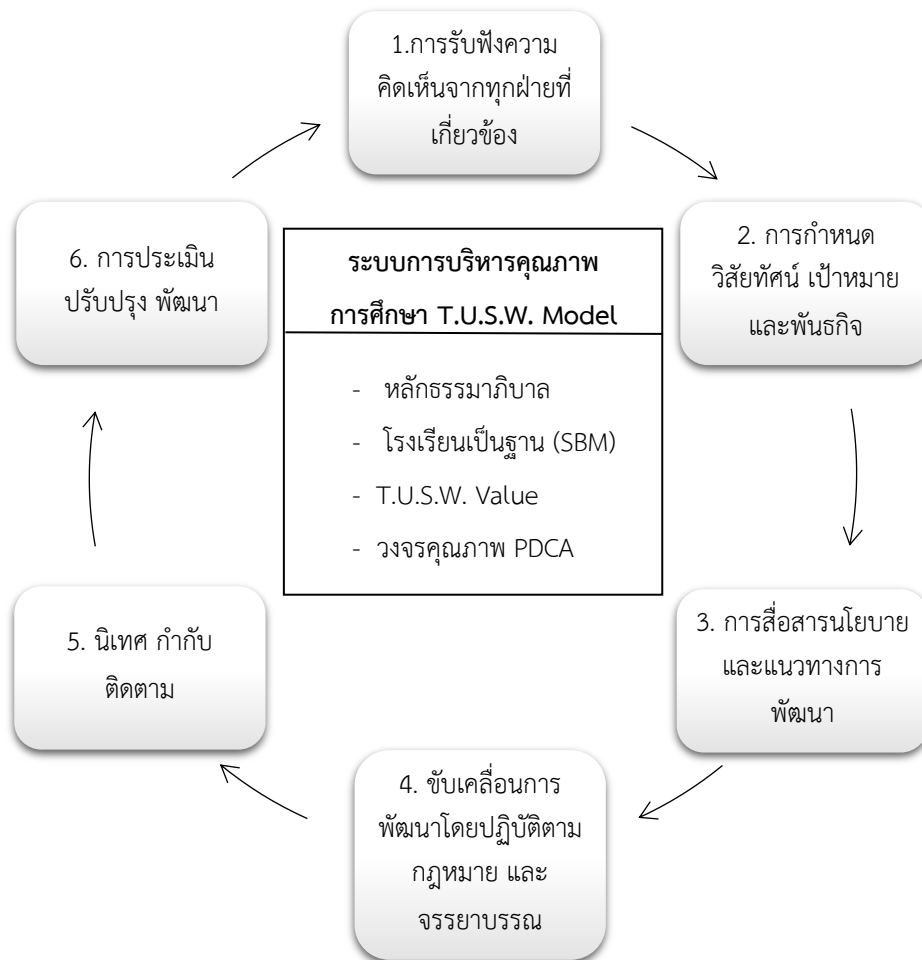 1.การรับฟังความ
คิดเห็นจากทุกฝ่ายที่
เกี่ยวข้อง
2. การกำหนด
วิสัยทัศน์ เป้าหมาย
และพันธกิจ
3. การสื่อสารนโยบาย
และแนวทางการ
พัฒนา
4. ขับเคลื่อนการ
พัฒนาโดยปฏิบัติตาม
กฎหมาย และ
จรรยาบรรณ
5. นิเทศ กำกับ
ติดตาม
6. การประเมิน
ปรับปรุง พัฒนา
ระบบการบริหารคุณภาพ
การศึกษา T.U.S.W. Model
- หลักธรรมาภิบาล
- โรงเรียนเป็นฐาน (SBM)
- T.U.S.W. Value
- วงจรคุณภาพ PDCA